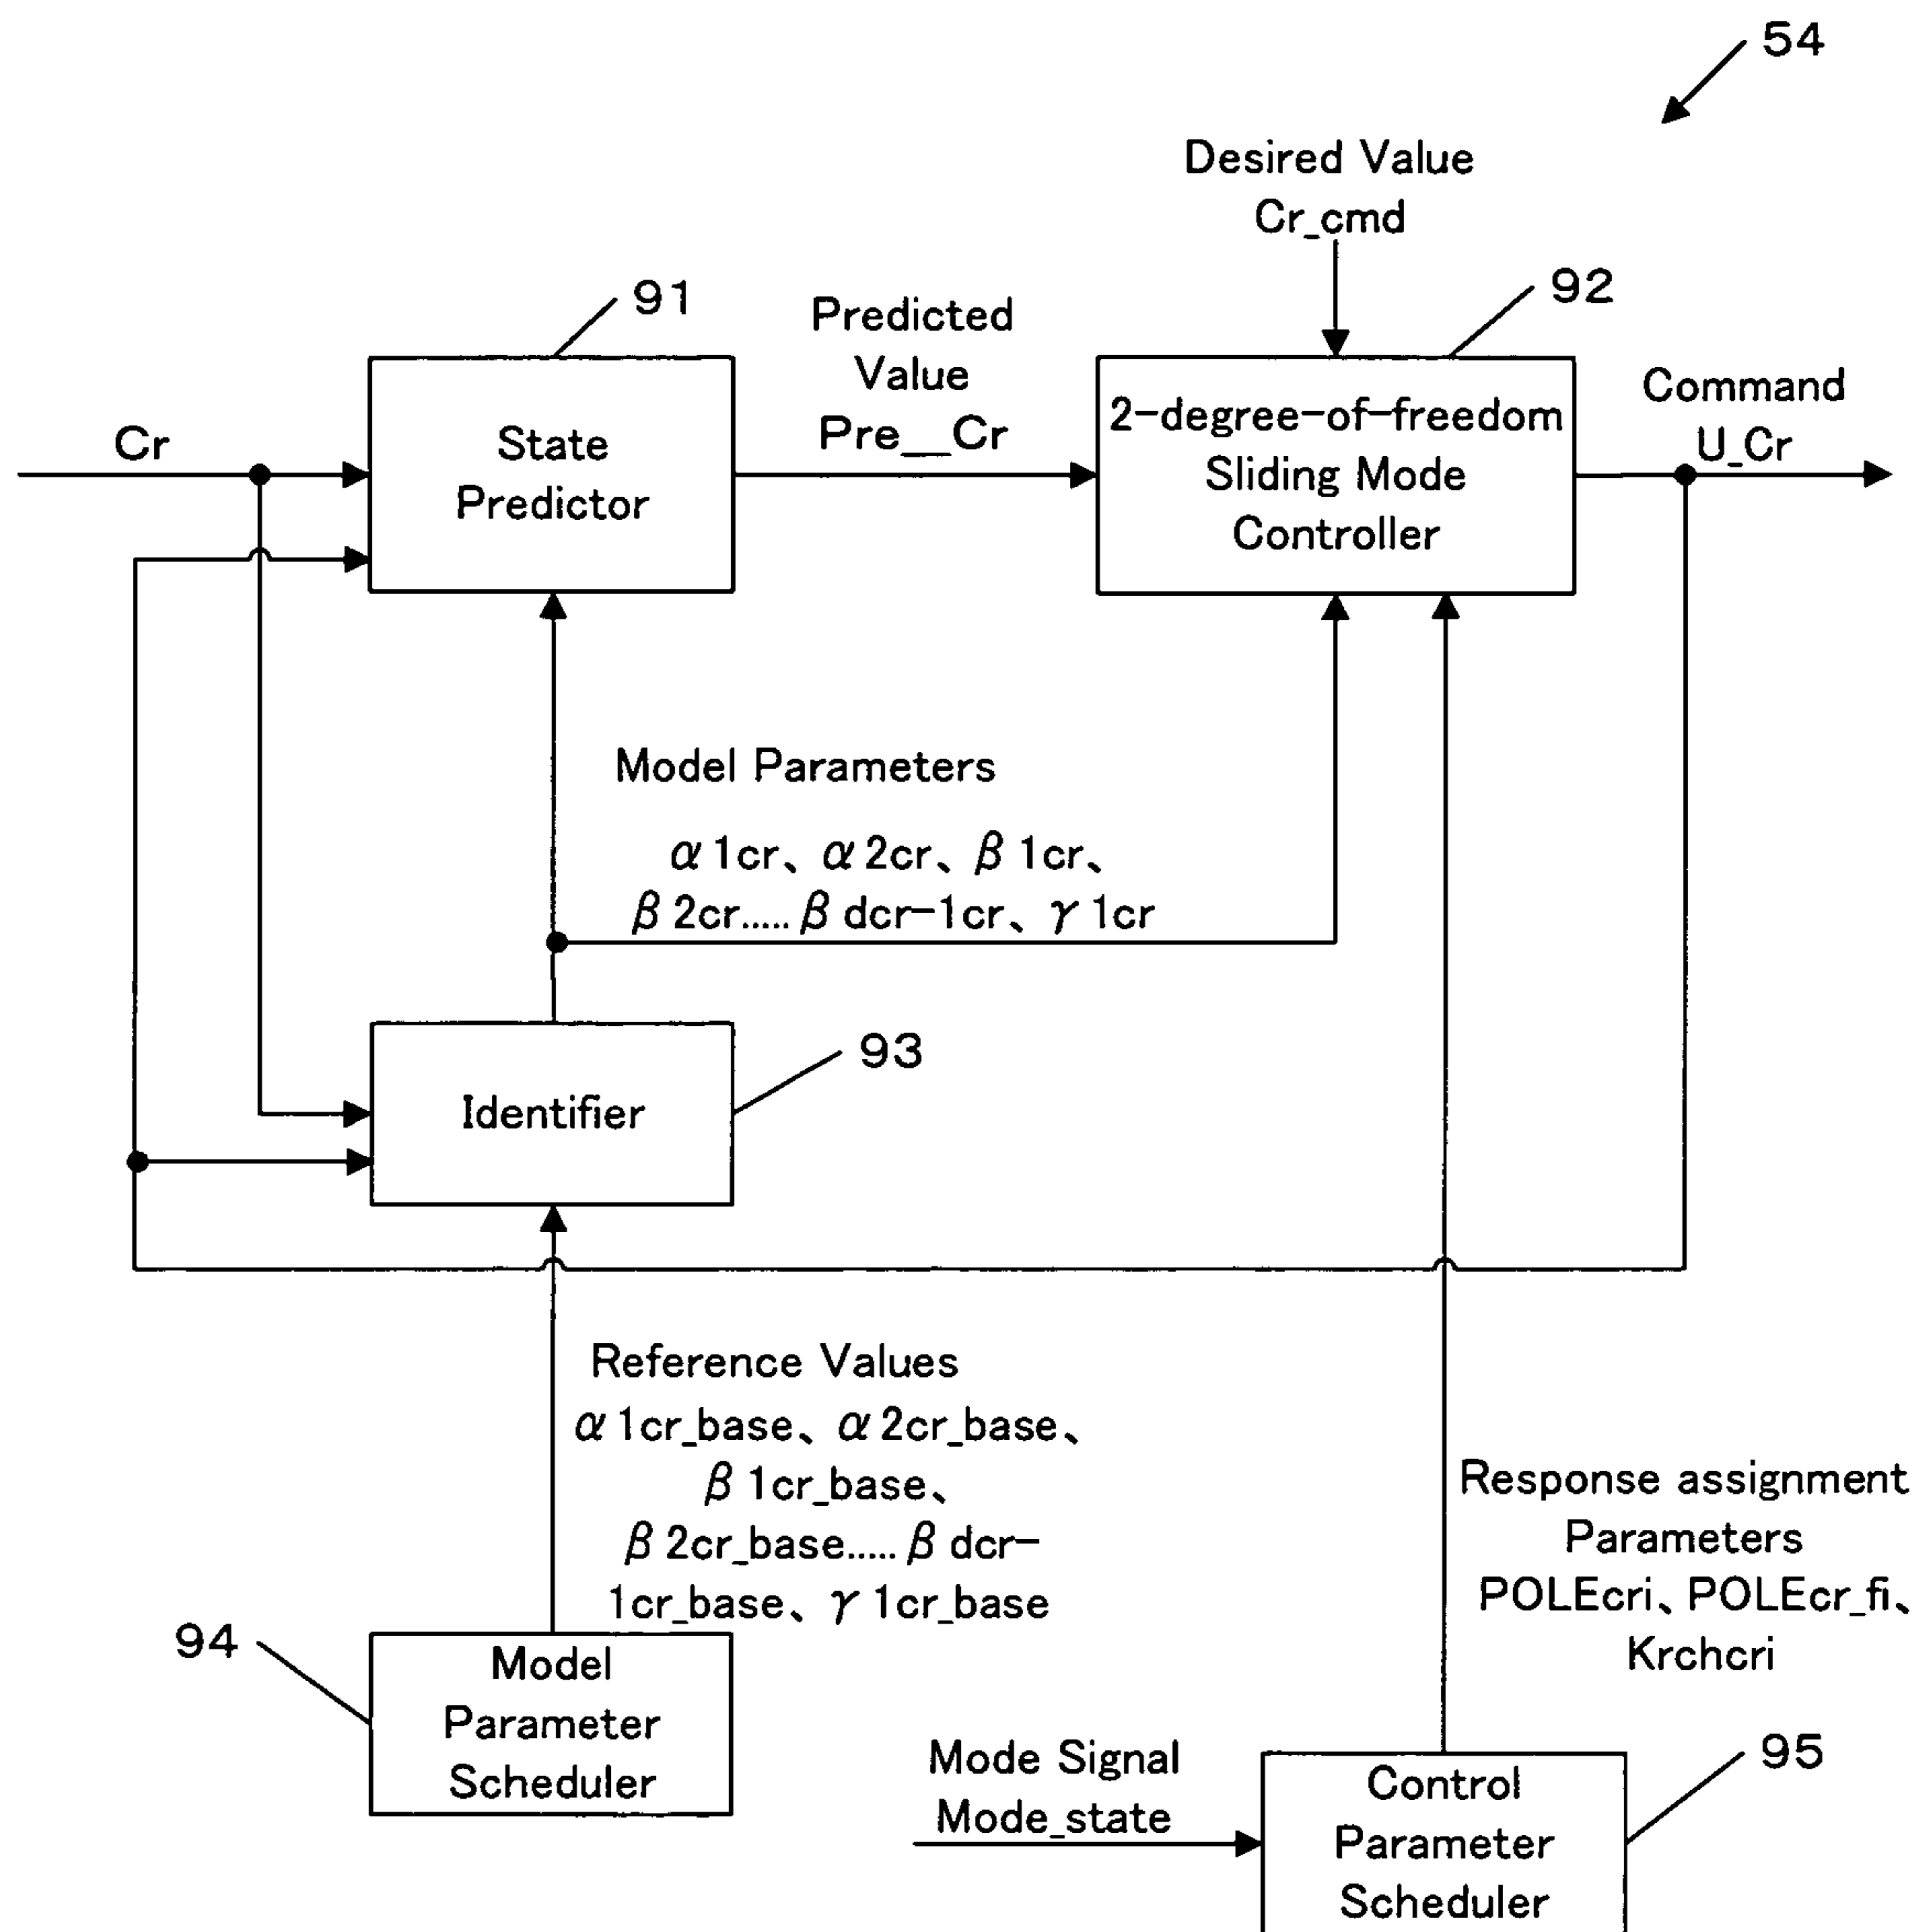 54
Desired Value
Cr_cmd
91
92
Predicted
Value
Pre__Cr
Command
U_Cr
Cr
State
Predictor
2-degree-of-freedom
Sliding Mode
Controller
Model Parameters
α 1cr、α 2cr、β 1cr、
β 2cr..... β dcr-1cr、γ 1cr
93
Identifier
Reference Values
α 1cr_base、α 2cr_base、
β 1cr_base、
β 2cr_base..... β dcr-
1cr_base、γ 1cr_base
Response assignment
Parameters
POLEcri、POLEcr_fi、
Krchcri
94
Model
Parameter
Scheduler
Mode Signal
Mode_state
95
Control
Parameter
Scheduler